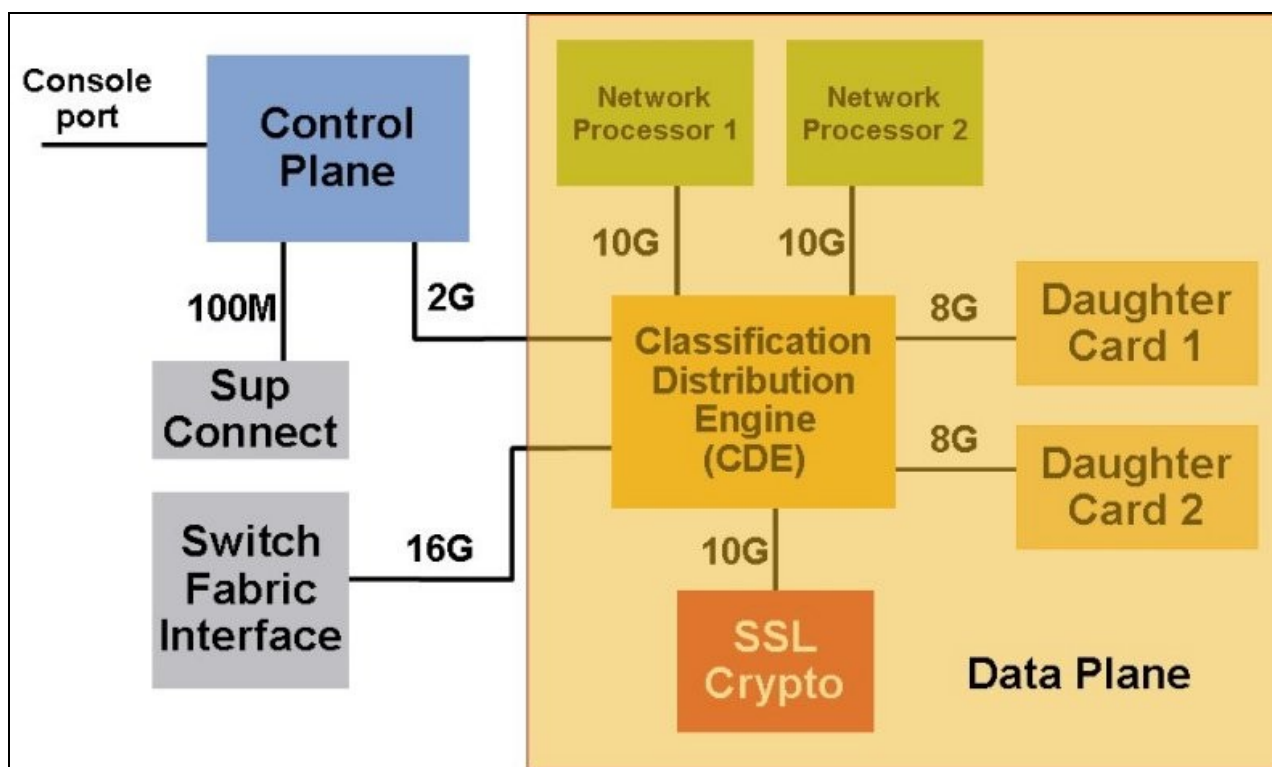 Console
port
Control
Plane
100M
2G
Sup
Connect
Switch
Fabric
Interface
16G
Network
Processor 1
Network
Processor 2
10G
10G
Classification
Distribution
Engine
(CDE)
8G
Daughter
Card 1
8G
Daughter
Card 2
10G
SSL
Crypto
Data Plane